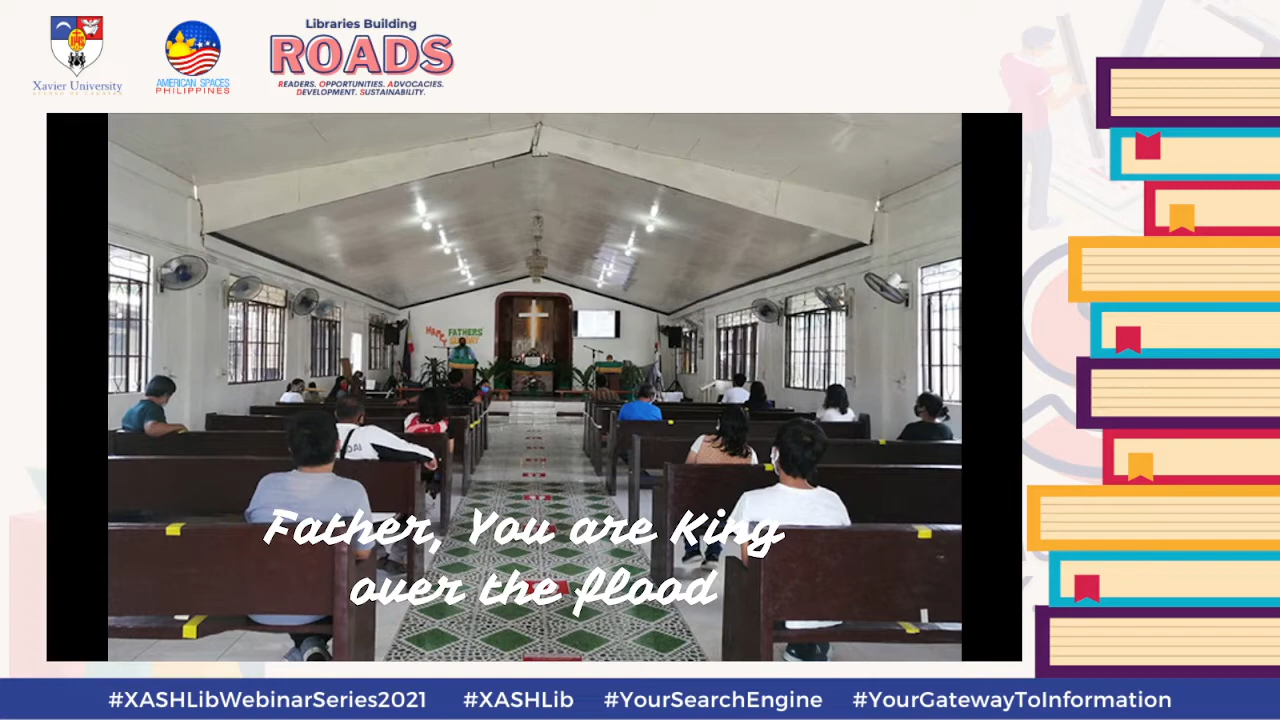 Xavier University
AMERICAN SPACES
PHILIPPINES
Libraries Building
ROADS
READERS. OPPORTUNITIES. ADVOCACIES.
DEVELOPMENT. SUSTAINABILITY.
HAPPY FATHERS'
Father, You are King
over the flood
#XASHLibWebinarSeries2021 #XASHLib #YourSearchEngine #YourGatewayToInformation